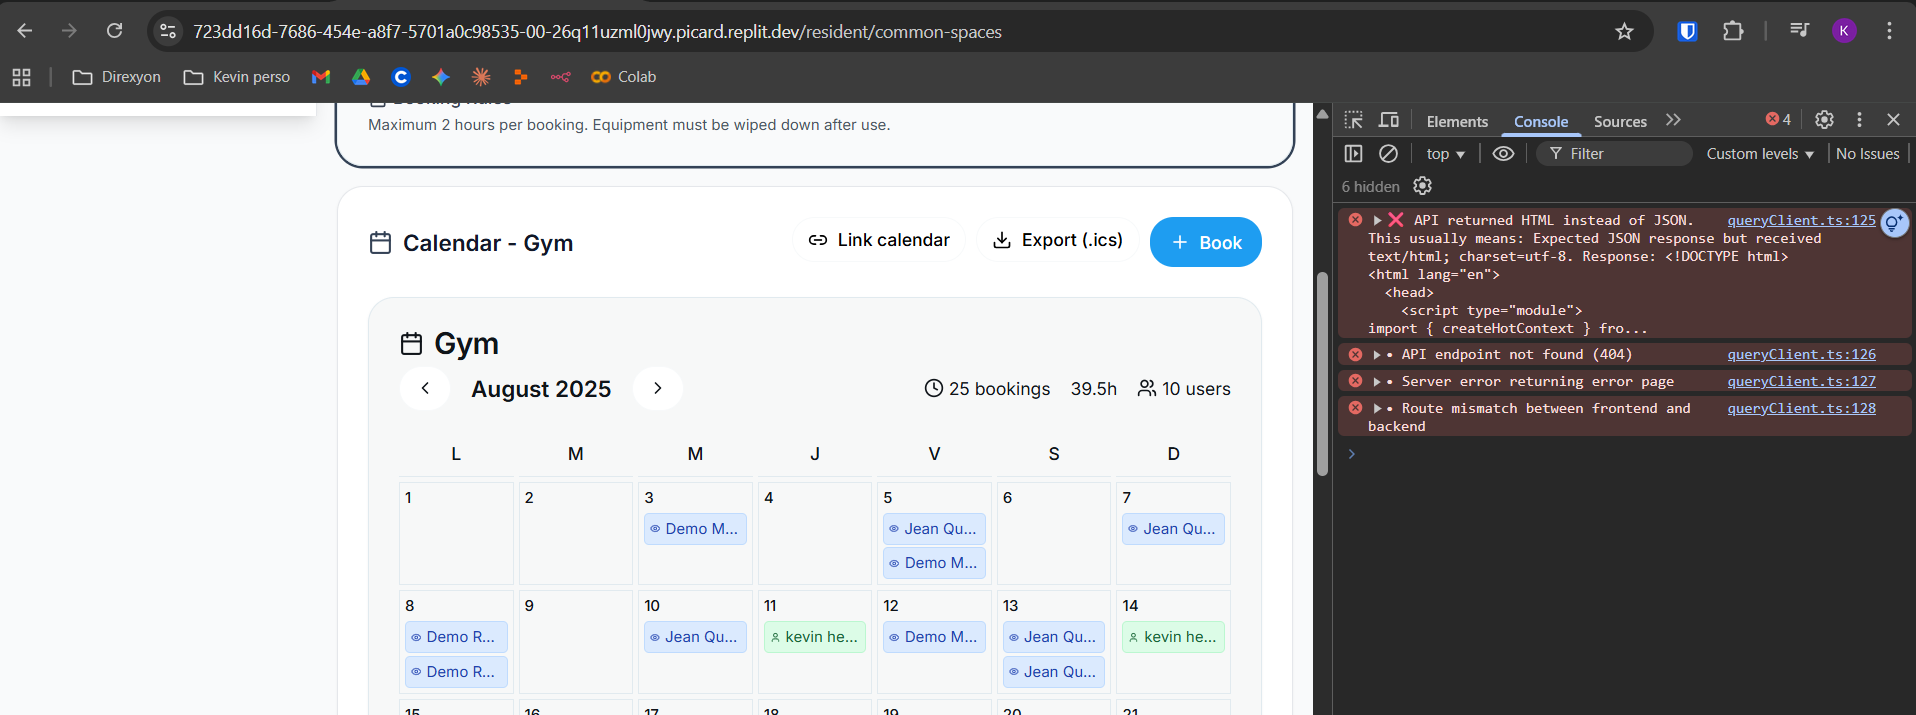 723dd16d-7686-454e-a8f7-5701a0c98535-00-26q11uzml0jwy.picard.replit.dev/resident/common-spaces
K
Direxyon
Kevin perso
Colab
Maximum 2 hours per booking. Equipment must be wiped down after use.
Calendar - Gym
Link calendar
Export (.ics)
+ Book
Gym
August 2025
25 bookings
39.5h
10 users
L M M J V S D
1 2 3 4 5 6 7
Demo M... Jean Qu... Jean Qu...
Demo M...
8 9 10 11 12 13 14
Demo R... Jean Qu... kevin he... Demo M... Jean Qu... kevin he...
Demo R... Jean Qu...
15 16 17 18 19 20 21
Elements
Console
Sources
4
top
Filter
Custom levels
No Issues
6 hidden
❌ API returned HTML instead of JSON. queryClient.ts:125
This usually means: Expected JSON response but received
text/html; charset=utf-8. Response: <!DOCTYPE html>
<html lang="en">
<head>
<script type="module">
import { createHotContext } fro...
• API endpoint not found (404) queryClient.ts:126
• Server error returning error page queryClient.ts:127
• Route mismatch between frontend and queryClient.ts:128
backend